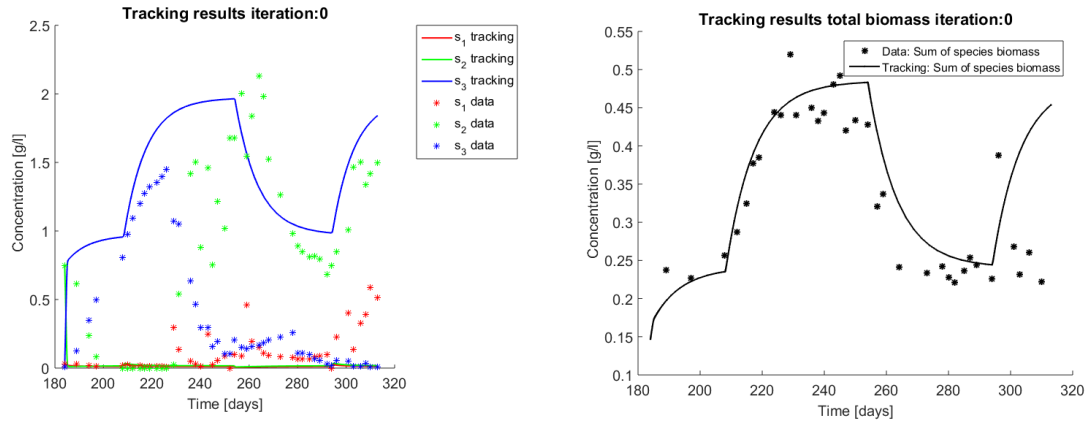 Tracking results iteration:0
2.5
2
1.5
1
0.5
0
180 200 220 240 260 280 300 320
Concentration [g/l]
Time [days]
s1 tracking
s2 tracking
s3 tracking
s1 data
s2 data
s3 data
Tracking results total biomass iteration:0
0.55
0.5
0.45
0.4
0.35
0.3
0.25
0.2
0.15
0.1
180 200 220 240 260 280 300 320
Concentration [g/l]
Time [days]
Data: Sum of species biomass
Tracking: Sum of species biomass